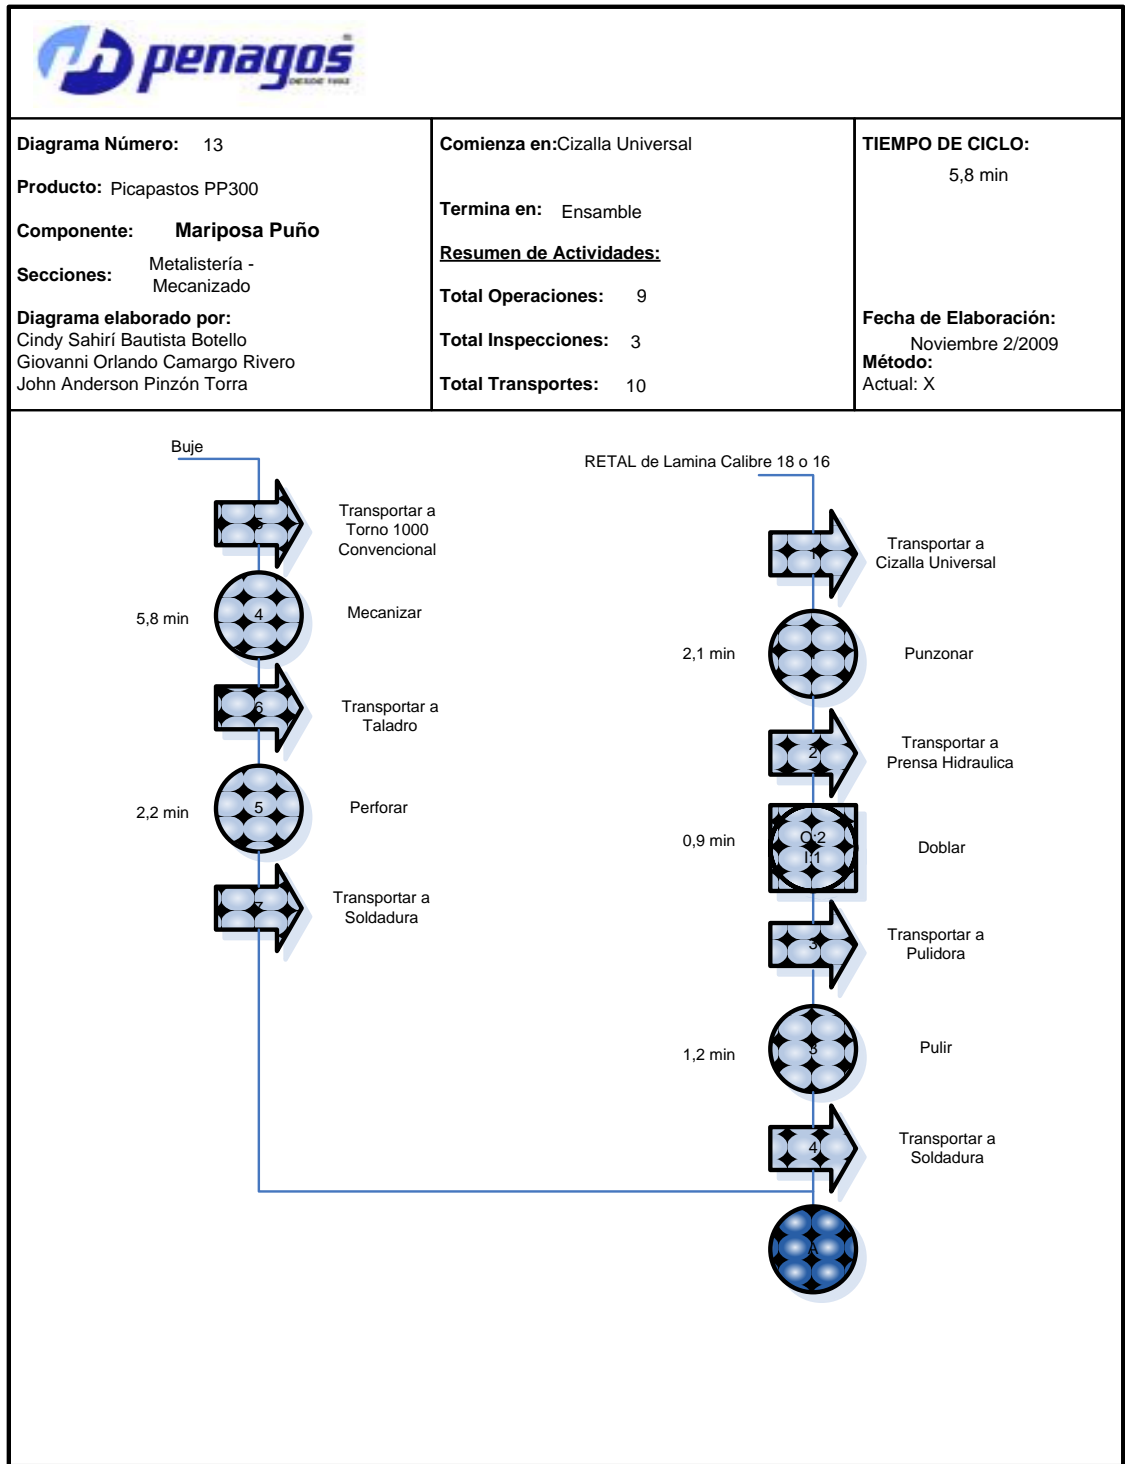 penagos
DESDE 1892
Diagrama Número: 13
Producto: Picapastos PP300
Componente: Mariposa Puño
Secciones: Metalistería -
Mecanizado
Diagrama elaborado por:
Cindy Sahirí Bautista Botello
Giovanni Orlando Camargo Rivero
John Anderson Pinzón Torra
Comienza en:Cizalla Universal
Termina en: Ensamble
Resumen de Actividades:
Total Operaciones: 9
Total Inspecciones: 3
Total Transportes: 10
TIEMPO DE CICLO:
5,8 min
Fecha de Elaboración:
Noviembre 2/2009
Método:
Actual: X
Buje
5
Transportar a
Torno 1000
Convencional
5,8 min
4
Mecanizar
6
Transportar a
Taladro
2,2 min
5
Perforar
7
Transportar a
Soldadura
RETAL de Lamina Calibre 18 o 16
1
Transportar a
Cizalla Universal
2,1 min
Punzonar
2
Transportar a
Prensa Hidraulica
0,9 min
O:2
I:1
Doblar
3
Transportar a
Pulidora
1,2 min
3
Pulir
4
Transportar a
Soldadura
A